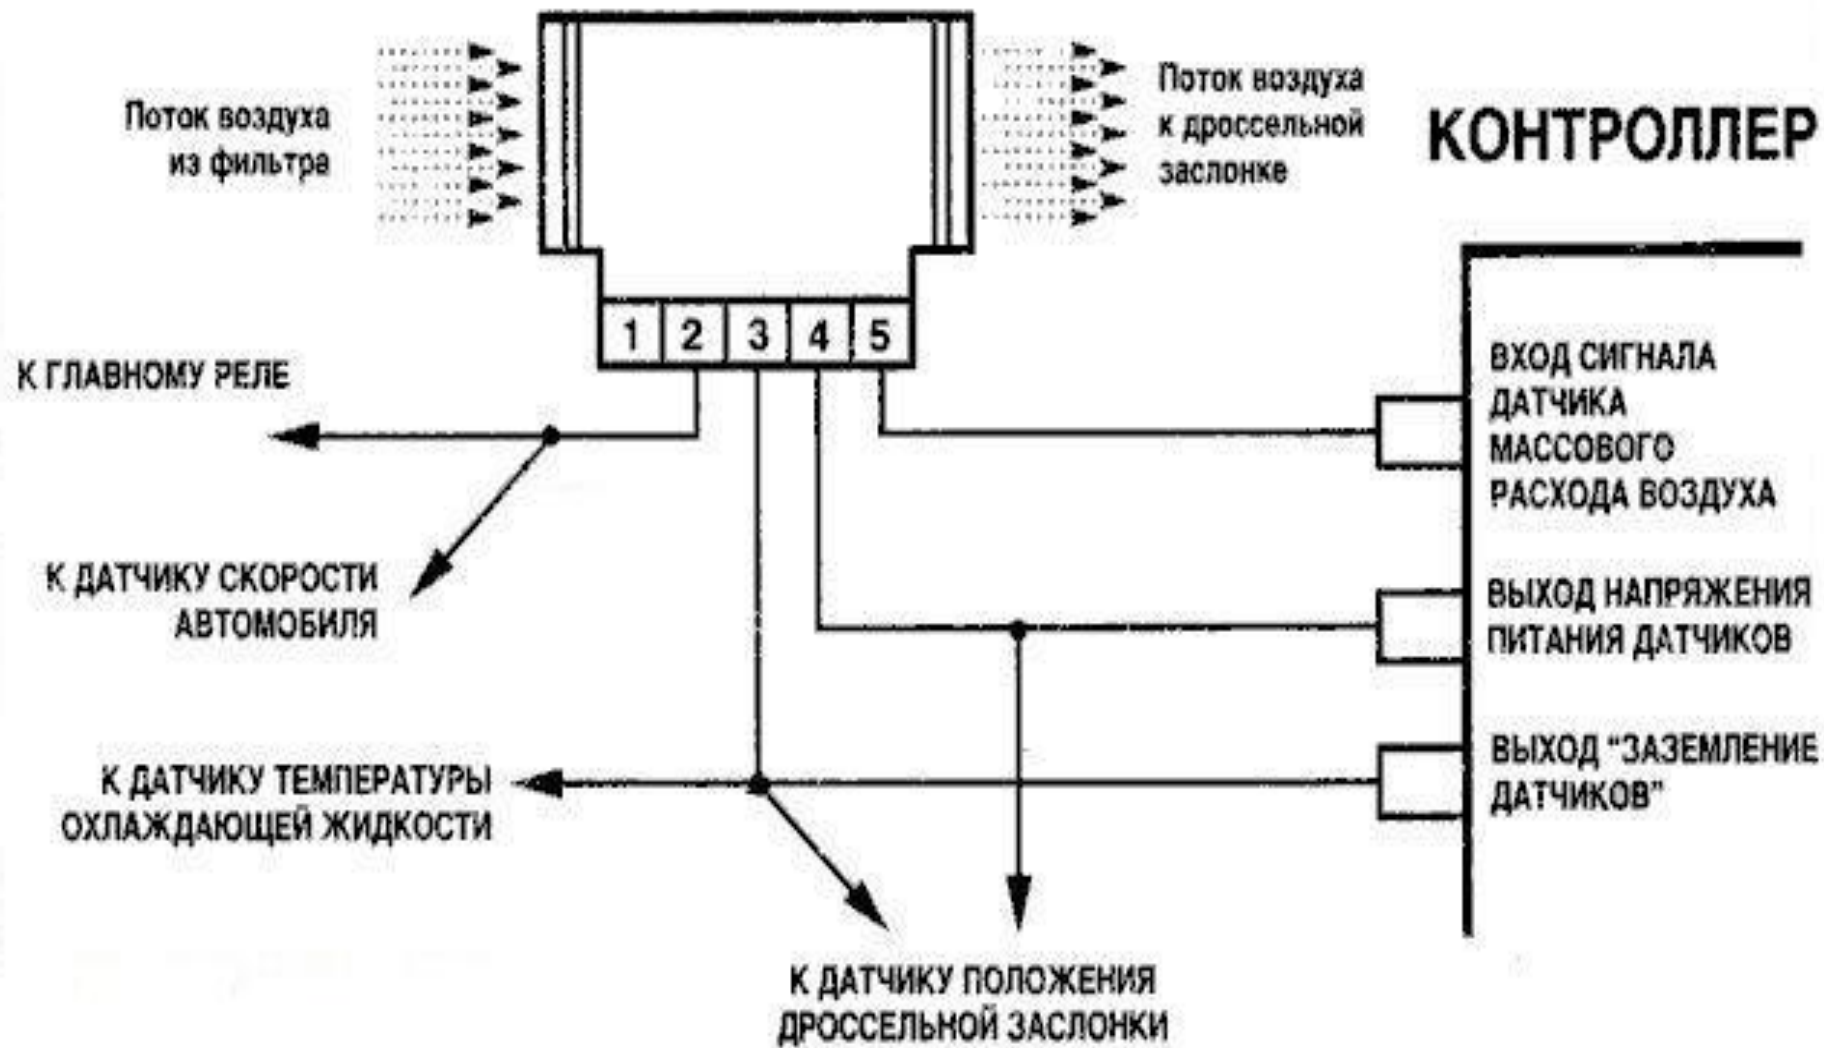 Поток воздуха
из фильтра
Поток воздуха
к дроссельной
заслонке
КОНТРОЛЛЕР
1 2 3 4 5
К ГЛАВНОМУ РЕЛЕ
К ДАТЧИКУ СКОРОСТИ
АВТОМОБИЛЯ
ВХОД СИГНАЛА
ДАТЧИКА
МАССОВОГО
РАСХОДА ВОЗДУХА
ВЫХОД НАПРЯЖЕНИЯ
ПИТАНИЯ ДАТЧИКОВ
ВЫХОД “ЗАЗЕМЛЕНИЕ
ДАТЧИКОВ”
К ДАТЧИКУ ТЕМПЕРАТУРЫ
ОХЛАЖДАЮЩЕЙ ЖИДКОСТИ
К ДАТЧИКУ ПОЛОЖЕНИЯ
ДРОССЕЛЬНОЙ ЗАСЛОНКИ